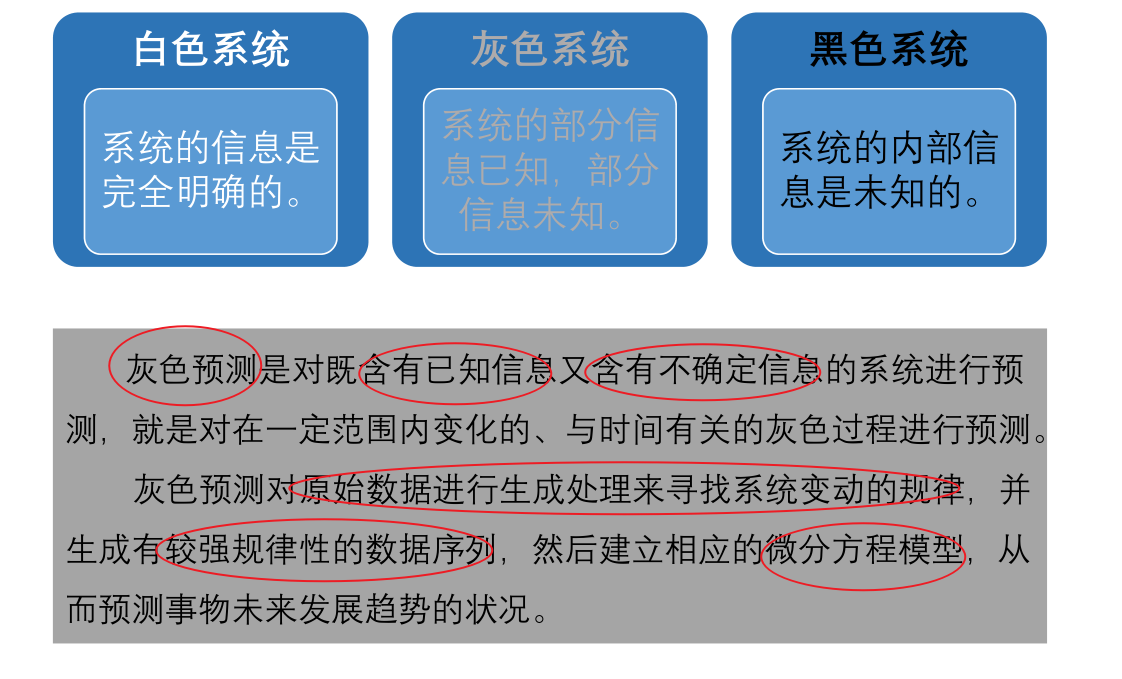 白色系统
系统的信息是
完全明确的。
灰色系统
系统的部分信
息已知，部分
信息未知。
黑色系统
系统的内部信
息是未知的。
灰色预测是对既含有已知信息又含有不确定信息的系统进行预
测，就是对在一定范围内变化的、与时间有关的灰色过程进行预测。
灰色预测对原始数据进行生成处理来寻找系统变动的规律，并
生成有较强规律性的数据序列，然后建立相应的微分方程模型，从
而预测事物未来发展趋势的状况。